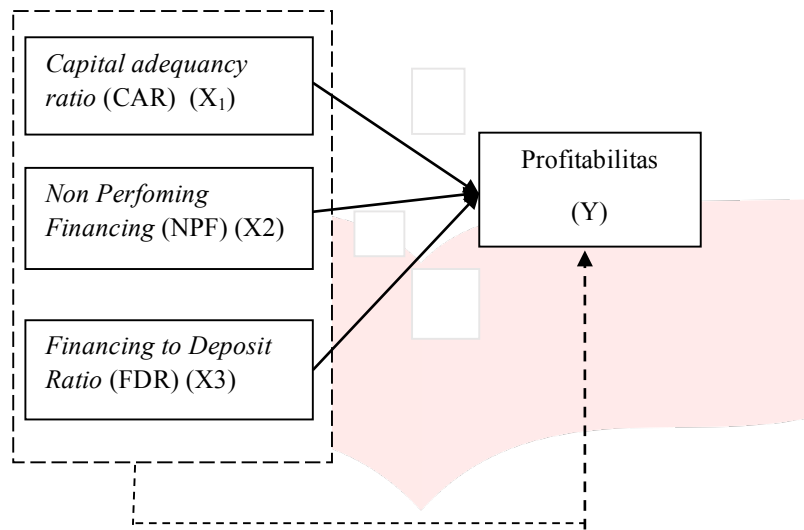 Capital adequancy
ratio (CAR) (X₁)
Non Perfoming
Financing (NPF) (X2)
Financing to Deposit
Ratio (FDR) (X3)
Profitabilitas
(Y)